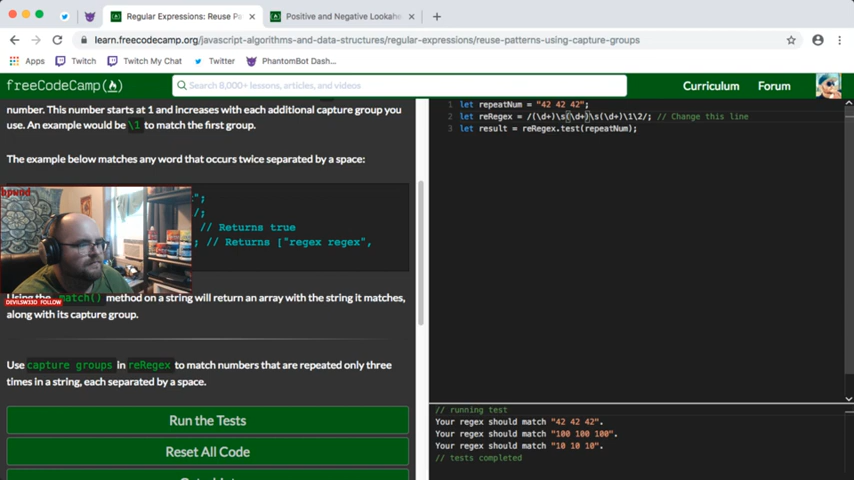 Regular Expressions: Reuse Pa
Positive and Negative Lookahe
learn.freecodecamp.org/javascript-algorithms-and-data-structures/regular-expressions/reuse-patterns-using-capture-groups
Apps
Twitch
Twitch My Chat
Twitter
PhantomBot Dash...
freeCodeCamp
Search 8,000+ lessons, articles, and videos
Curriculum
Forum
number. This number starts at 1 and increases with each additional capture group you
use. An example would be \1 to match the first group.
The example below matches any word that occurs twice separated by a space:
";
/;
// Returns true
; // Returns ["regex regex",
DEVILSW33D FOLLOW
Using the .match() method on a string will return an array with the string it matches,
along with its capture group.
Use capture groups in reRegex to match numbers that are repeated only three
times in a string, each separated by a space.
Run the Tests
Reset All Code
1 let repeatNum = "42 42 42";
2 let reRegex = /(\d+)\s(\d+)\s(\d+)\1\2/; // Change this line
3 let result = reRegex.test(repeatNum);
// running test
Your regex should match "42 42 42".
Your regex should match "100 100 100".
Your regex should match "10 10 10".
// tests completed